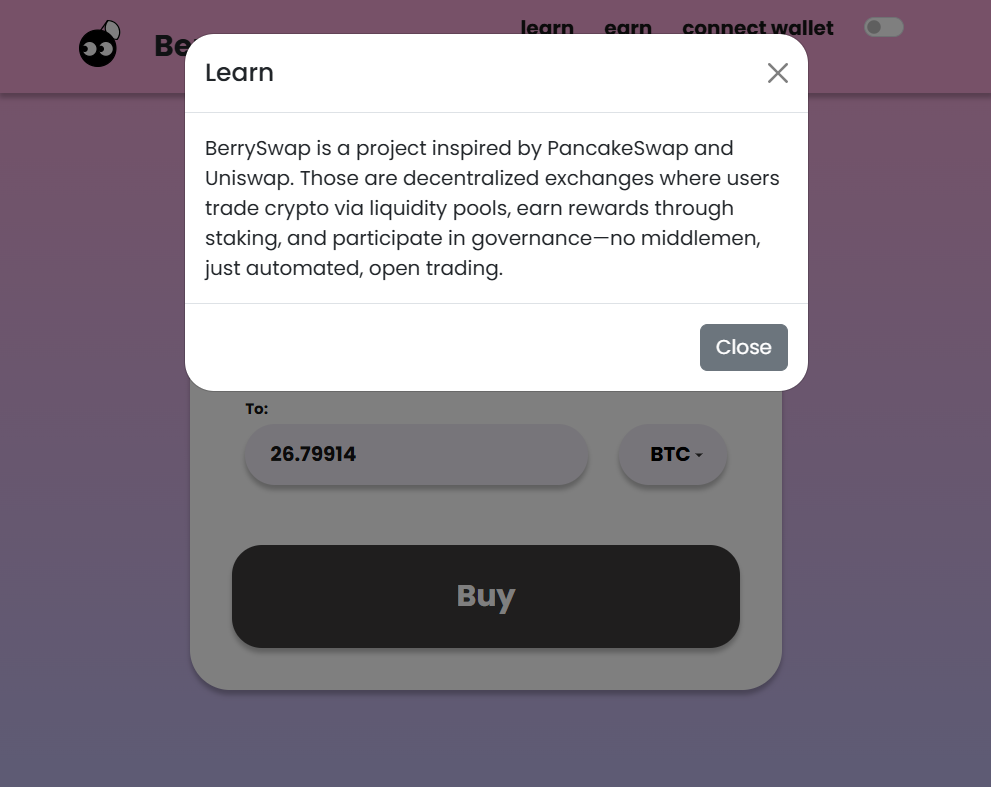 learn earn connect wallet
Learn
BerrySwap is a project inspired by PancakeSwap and
Uniswap. Those are decentralized exchanges where users
trade crypto via liquidity pools, earn rewards through
staking, and participate in governance—no middlemen,
just automated, open trading.
Close
To:
26.79914
BTC
Buy